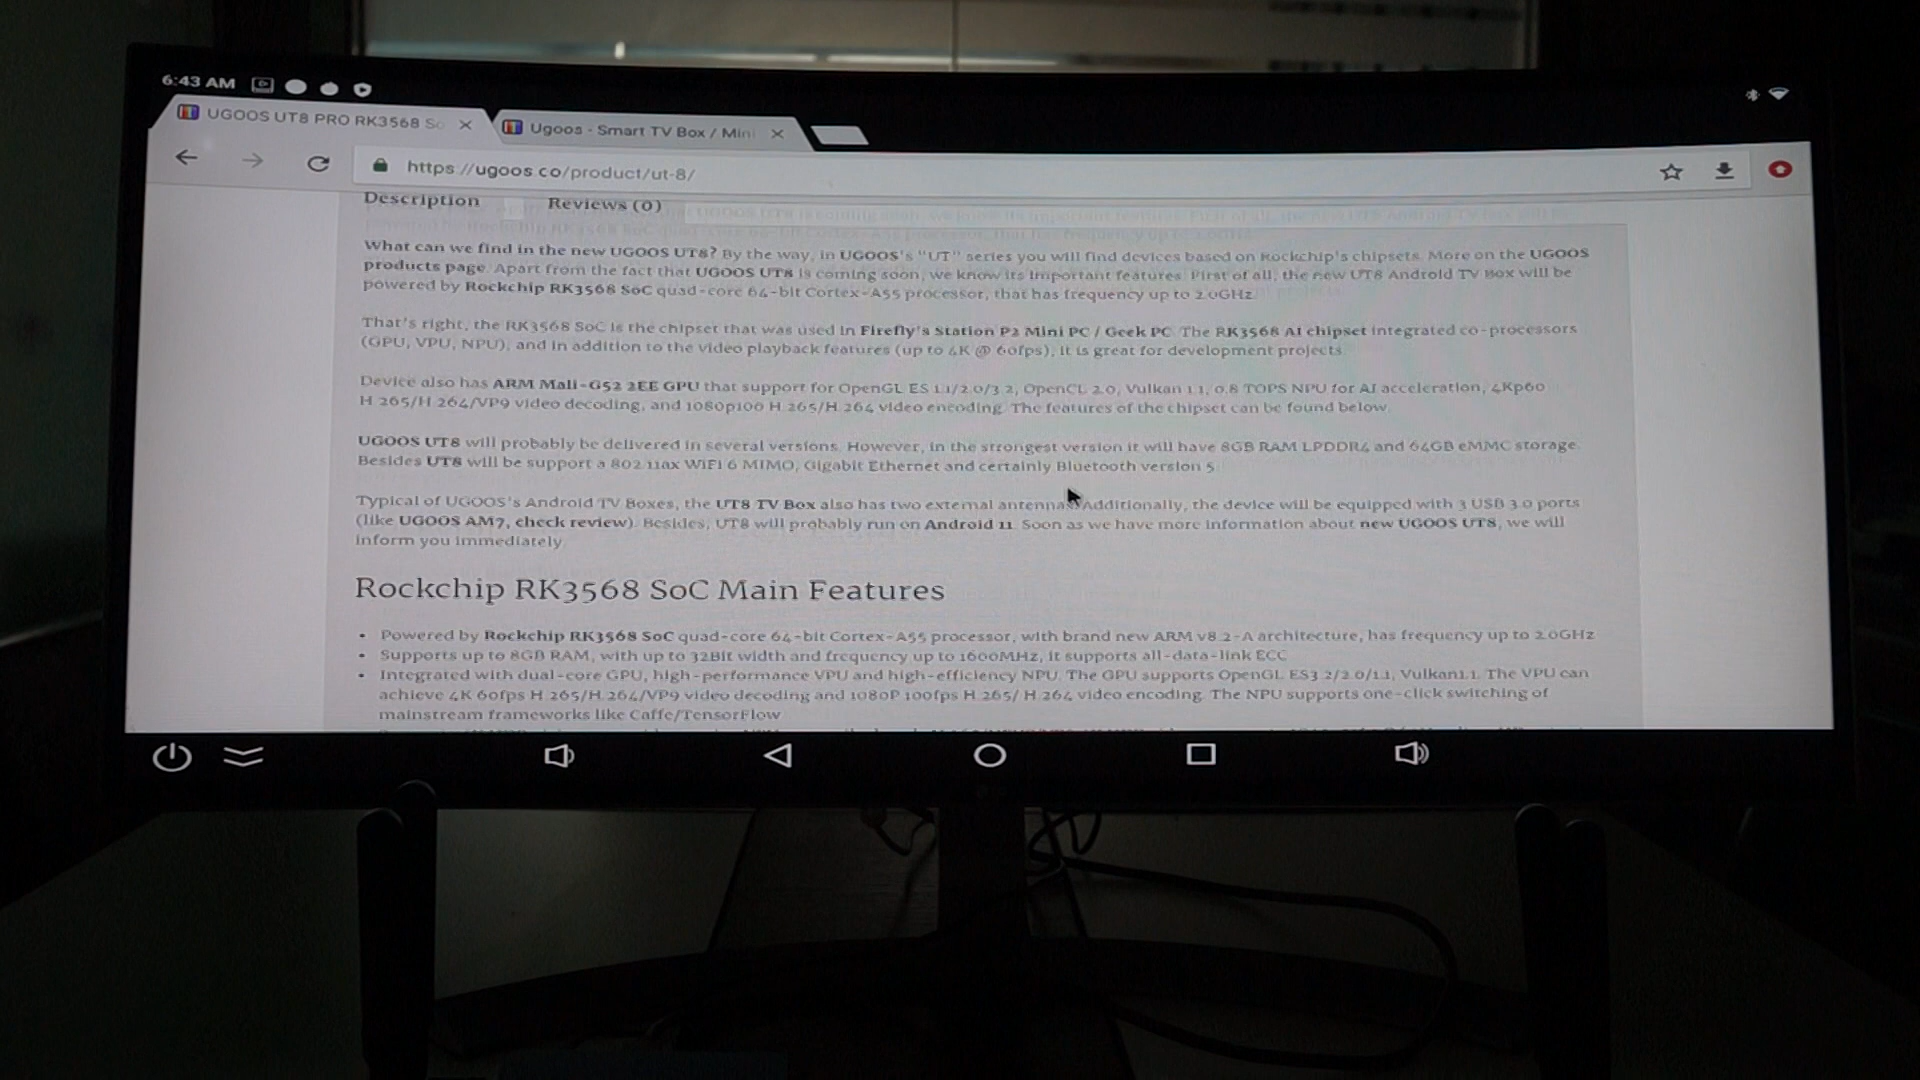 6:43 AM
UGOOS UT8 PRO RK3568 So
Ugoos - Smart TV Box / Mini
https://ugoos.co/product/ut-8/
Description
Reviews (0)
What can we find in the new UGOOS UT8? By the way, in UGOOS's "UT" series you will find devices based on Rockchip's chipsets. More on the UGOOS
products page. Apart from the fact that UGOOS UT8 is coming soon, we know its important features. First of all, the new UT8 Android TV Box will be
powered by Rockchip RK3568 SoC quad-core 64-bit Cortex-A55 processor, that has frequency up to 2.0GHz.
That's right, the RK3568 SoC is the chipset that was used in Firefly's Station P2 Mini PC / Geek PC. The RK3568 AI chipset integrated co-processors
(GPU, VPU, NPU), and in addition to the video playback features (up to 4K @ 60fps), it is great for development projects.
Device also has ARM Mali-G52 2EE GPU that support for OpenGL ES 1.1/2.0/3.2, OpenCL 2.0, Vulkan 1.1, 0.8 TOPS NPU for AI acceleration, 4Kp60
H.265/H.264/VP9 video decoding, and 1080p100 H.265/H.264 video encoding. The features of the chipset can be found below.
UGOOS UT8 will probably be delivered in several versions. However, in the strongest version it will have 8GB RAM LPDDR4 and 64GB eMMC storage.
Besides UT8 will be support a 802.11ax WiFi 6 MIMO, Gigabit Ethernet and certainly Bluetooth version 5.
Typical of UGOOS's Android TV Boxes, the UT8 TV Box also has two external antennas. Additionally, the device will be equipped with 3 USB 3.0 ports
(like UGOOS AM7, check review). Besides, UT8 will probably run on Android 11. Soon as we have more information about new UGOOS UT8, we will
inform you immediately.
Rockchip RK3568 SoC Main Features
• Powered by Rockchip RK3568 SoC quad-core 64-bit Cortex-A55 processor, with brand new ARM v8.2-A architecture, has frequency up to 2.0GHz
• Supports up to 8GB RAM, with up to 32Bit width and frequency up to 1600MHz, it supports all-data-link ECC
• Integrated with dual-core GPU, high-performance VPU and high-efficiency NPU. The GPU supports OpenGL ES3.2/2.0/1.1, Vulkan1.1. The VPU can
achieve 4K 60fps H.265/H.264/VP9 video decoding and 1080P 100fps H.265/ H.264 video encoding. The NPU supports one-click switching of
mainstream frameworks like Caffe/TensorFlow